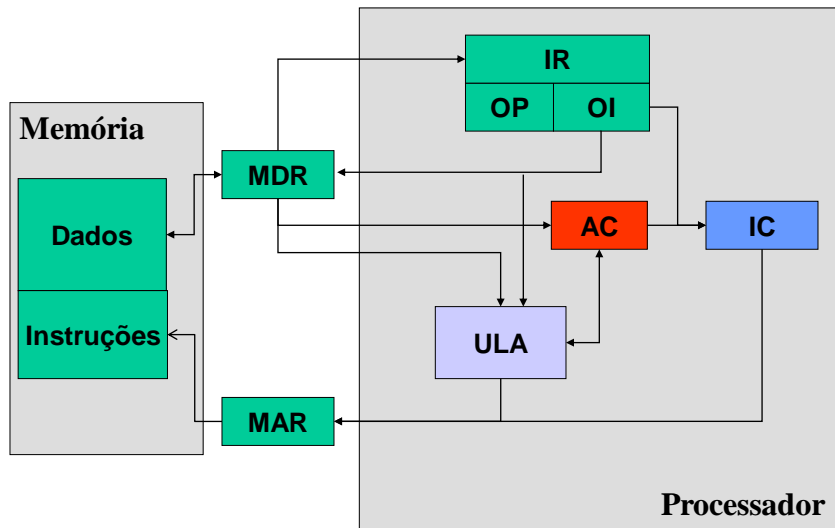 IR
OP OI
Memória
MDR
Dados
AC
IC
Instruções
ULA
MAR
Processador